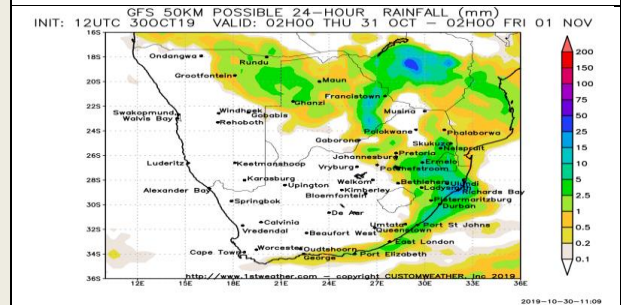 GFS 50KM POSSIBLE 24-HOUR RAINFALL (mm)
INIT: 12UTC 30OCT19 VALID: 02H00 THU 31 OCT - 02H00 FRI 01 NOV
16S
18S
20S
22S
24S
26S
28S
30S
32S
34S
36S
Ondangwa
Rundu
Grootfontein
Maun
Ghanzi
Francistown
Musina
Swakopmund
Walvis Bay
Windhoek
Gobabis
Rehoboth
Polokwane
Phalaborwa
Gaborone
Skukuza
Nelspruit
Johannesburg
Pretoria
Luderitz
Keetmanshoop
Vryburg
Potchefstroom
Ermelo
Karasburg
Upington
Welkom
Bethlehem
Ladysmith
Ulundi
Alexander Bay
Kimberley
Richards Bay
Springbok
Bloemfontein
Pietermaritzburg
Durban
De Aar
Calvinia
Umtata
Port St Johns
Vredendal
Beaufort West
Queenstown
East London
Cape Town
Worcester
Oudtshoorn
George
Port Elizabeth
http://www.1stweather.com - copyright CUSTOMWEATHER, Inc 2019
12E 15E 18E 21E 24E 27E 30E 33E 36E
200
150
100
75
50
25
15
10
5
2.5
1
0.5
0.2
0.1
2019-10-30-11:09